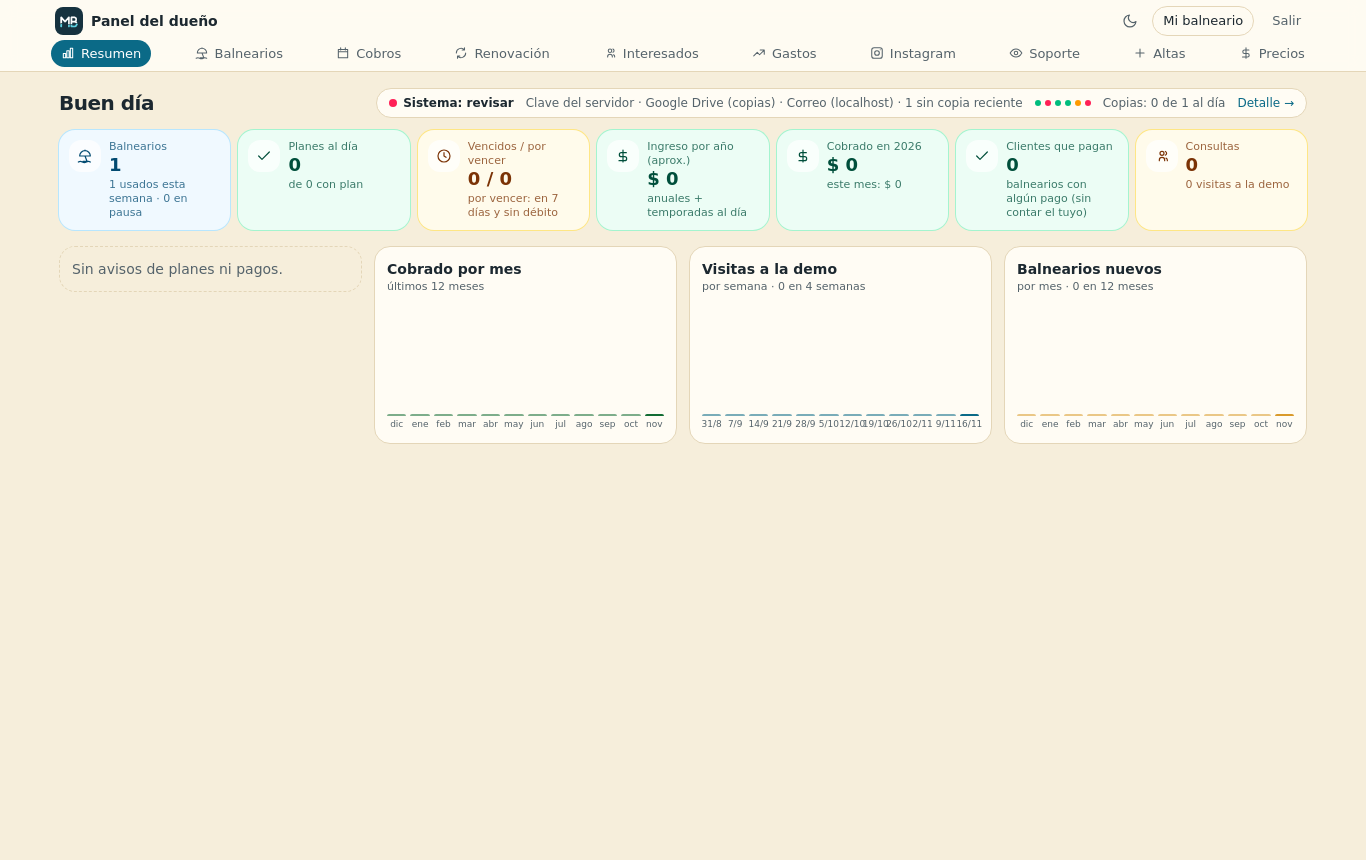 MB
Panel del dueño
Mi balneario
Salir
Resumen
Balnearios
Cobros
Renovación
Interesados
Gastos
Instagram
Soporte
Altas
Precios
Buen día
Sistema: revisar
Clave del servidor · Google Drive (copias) · Correo (localhost) · 1 sin copia reciente
Copias: 0 de 1 al día
Detalle →
Balnearios
1
1 usados esta
semana · 0 en
pausa
Planes al día
0
de 0 con plan
Vencidos / por
vencer
0 / 0
por vencer: en 7
días y sin débito
Ingreso por año
(aprox.)
$ 0
anuales +
temporadas al día
Cobrado en 2026
$ 0
este mes: $ 0
Clientes que pagan
0
balnearios con
algún pago (sin
contar el tuyo)
Consultas
0
0 visitas a la demo
Sin avisos de planes ni pagos.
Cobrado por mes
últimos 12 meses
dic ene feb mar abr may jun jul ago sep oct nov
Visitas a la demo
por semana · 0 en 4 semanas
31/8 7/9 14/9 21/9 28/9 5/10 12/10 19/10 26/10 2/11 9/11 16/11
Balnearios nuevos
por mes · 0 en 12 meses
dic ene feb mar abr may jun jul ago sep oct nov